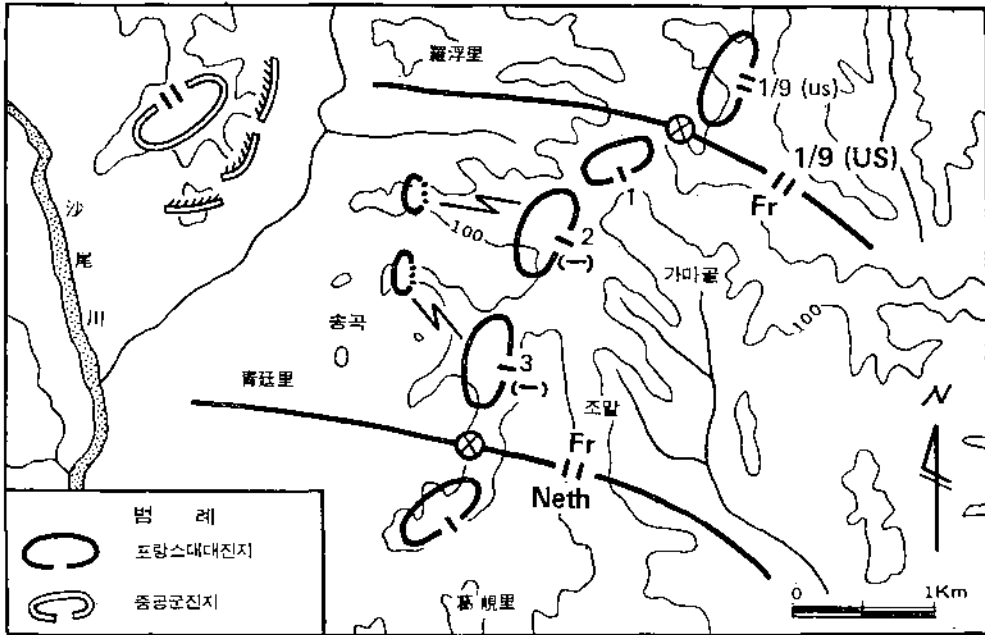 羅浮里
1/9 (us)
1/9 (US)
Fr
1
2
(一)
100
가마골
100
沙尾川
송곡
3
(一)
靑廷里
조말
Fr
Neth
N
범 례
프랑스대대진지
중공군진지
葛峴里
0 1Km